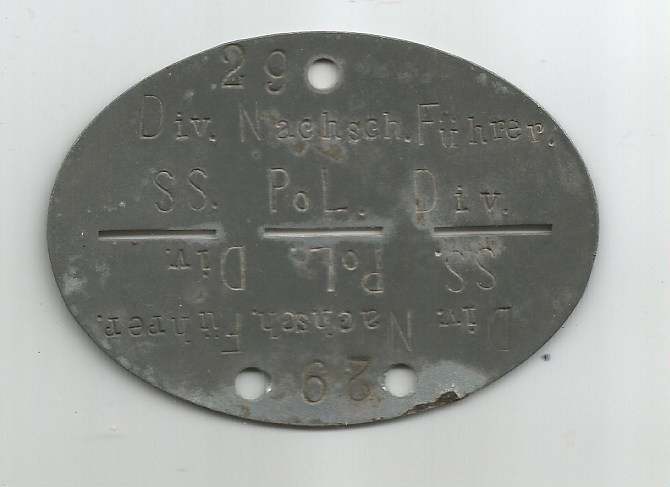 29
Div. Nachsch. Führer.
SS. PoL. Div.
SS. PoL. Div.
Div. Nachsch. Führer.
29